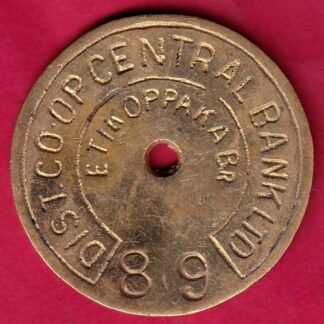 DIST. CO-OP CENTRAL BANK LTD
ETIKOPPAKA BR
89